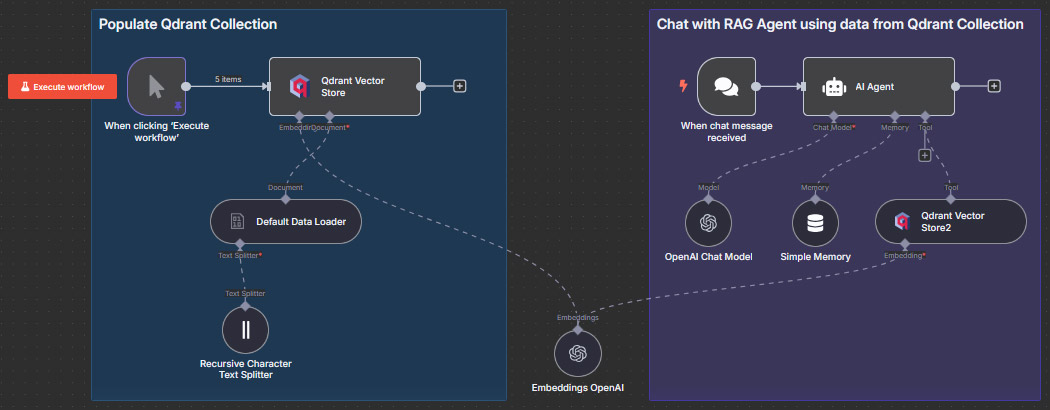 Populate Qdrant Collection
Chat with RAG Agent using data from Qdrant Collection
Execute workflow
5 items
Qdrant Vector
Store
When clicking ‘Execute
workflow’
Document*
Document
Default Data Loader
Text Splitter*
Text Splitter
Recursive Character
Text Splitter
Embeddings
Embeddings OpenAI
When chat message
received
AI Agent
Chat Model*
Memory
Tool
Model
OpenAI Chat Model
Memory
Simple Memory
Tool
Qdrant Vector
Store2
Embedding*